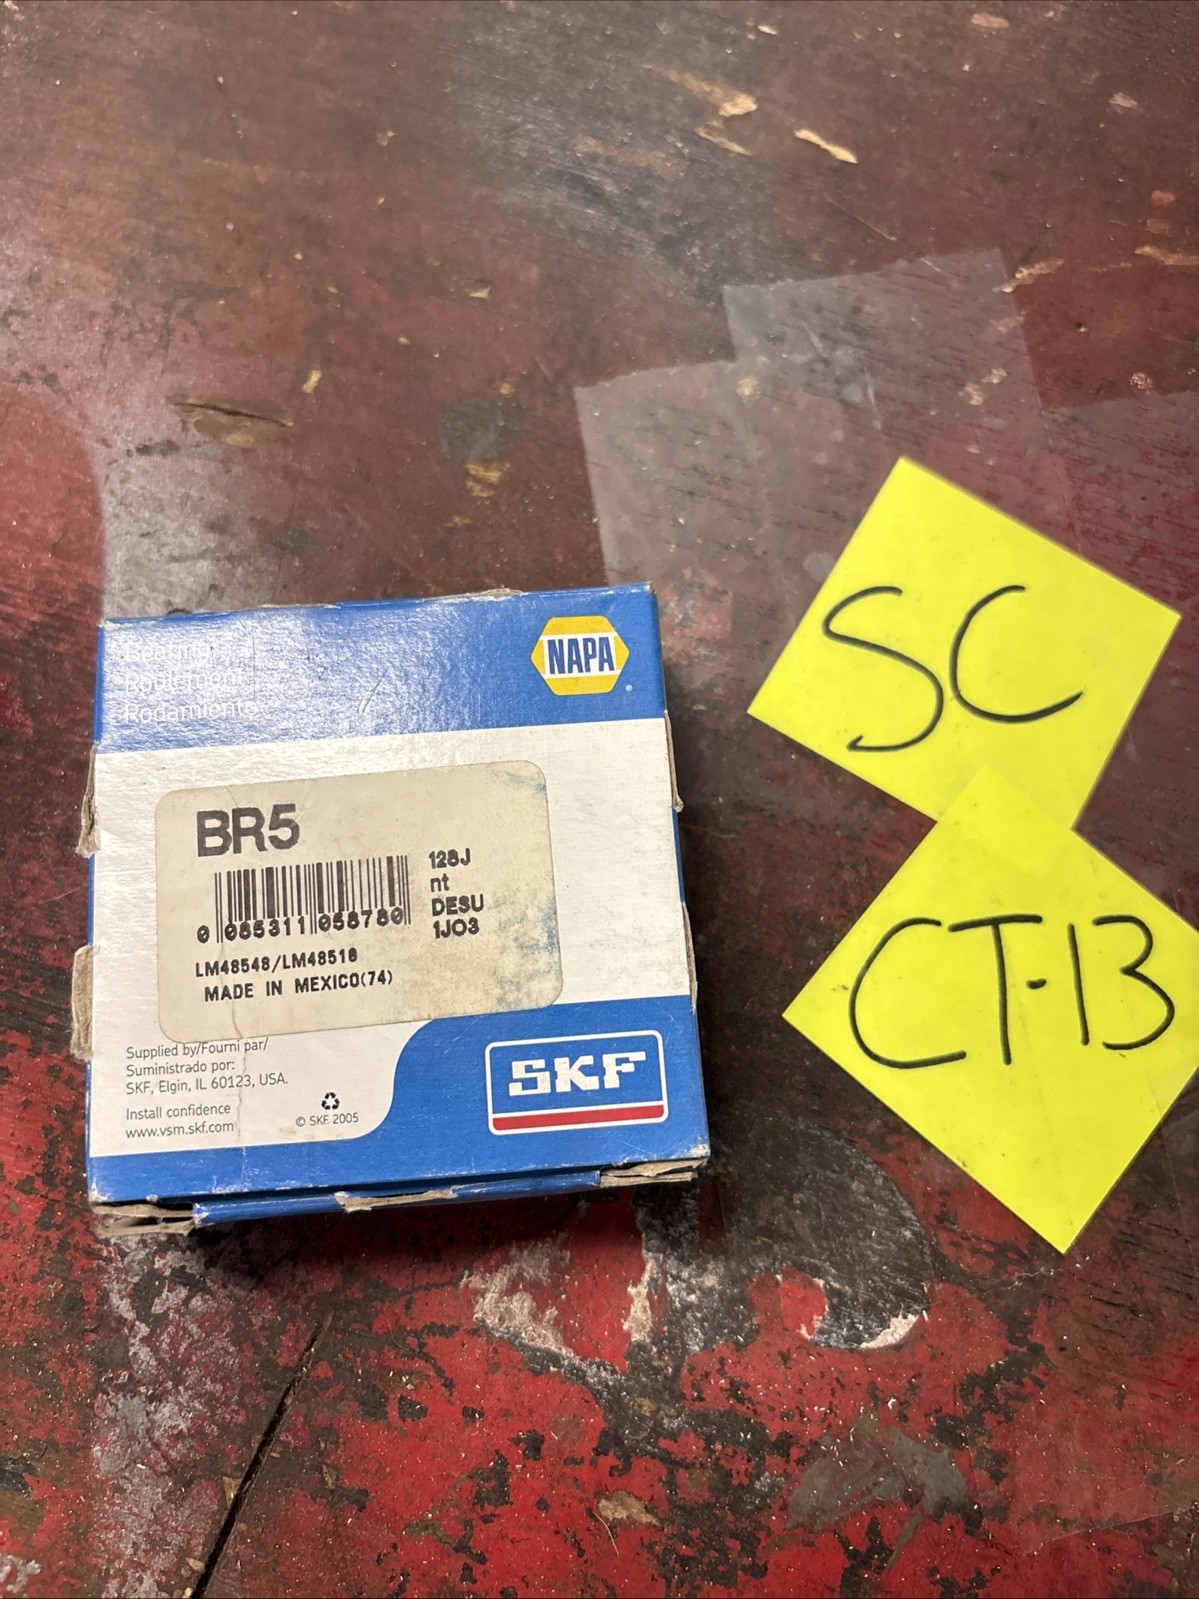 Bearing
Roulement
Rodamiento
NAPA
BR5
128J
nt
DESU
1JO3
0 085311 058780
LM48548/LM48510
MADE IN MEXICO(74)
Supplied by/Fourni par/
Suministrado por:
SKF, Elgin, IL 60123, USA.
Install confidence
www.vsm.skf.com
© SKF 2005
SKF
SC
CT-13